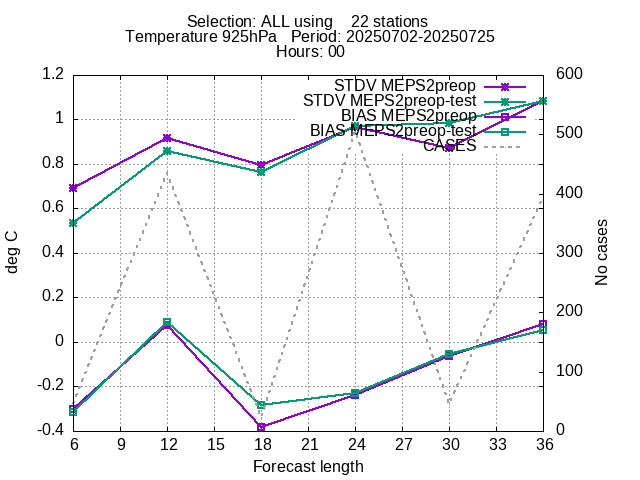 Selection: ALL using    22 stations
Temperature 925hPa   Period: 20250702-20250725
Hours: 00
1.2
1
0.8
0.6
0.4
0.2
0
-0.2
-0.4
deg C
600
500
400
300
200
100
0
No cases
STDV MEPS2preop
STDV MEPS2preop-test
BIAS MEPS2preop
BIAS MEPS2preop-test
CASES
6 9 12 15 18 21 24 27 30 33 36
Forecast length